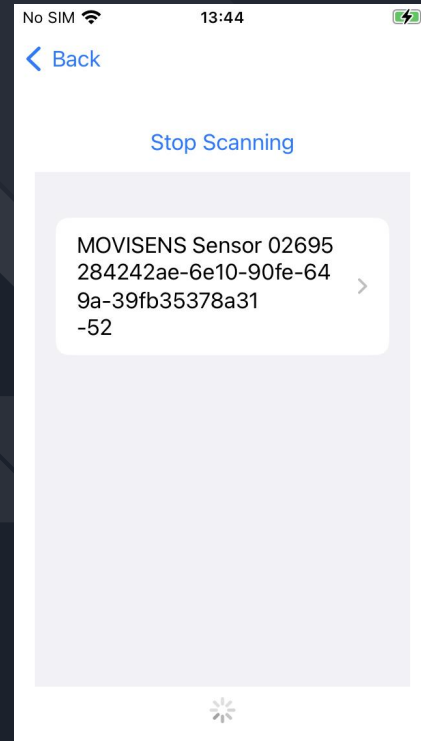 No SIM 13:44
Back
Stop Scanning
MOVISENS Sensor 02695
284242ae-6e10-90fe-64
9a-39fb35378a31
-52